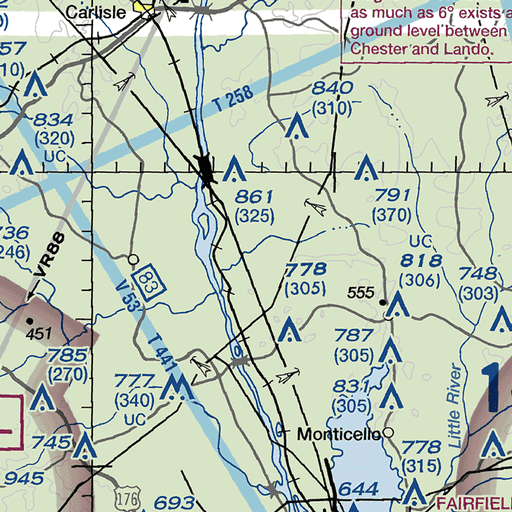 Carlisle
as much as 6° exists a
ground level between
Chester and Lando.
57
10)
T 258
840
(310)
834
(320)
UC
861
(325)
791
(370)
736
246)
VR88
UC
818
(306)
748
(303)
778
(305)
83
V 53
555
451
T 441
787
(305)
785
(270)
777
(340)
UC
831
(305)
Little River
1
Monticello
745
778
(315)
945
176
693
644
FAIRFIEL